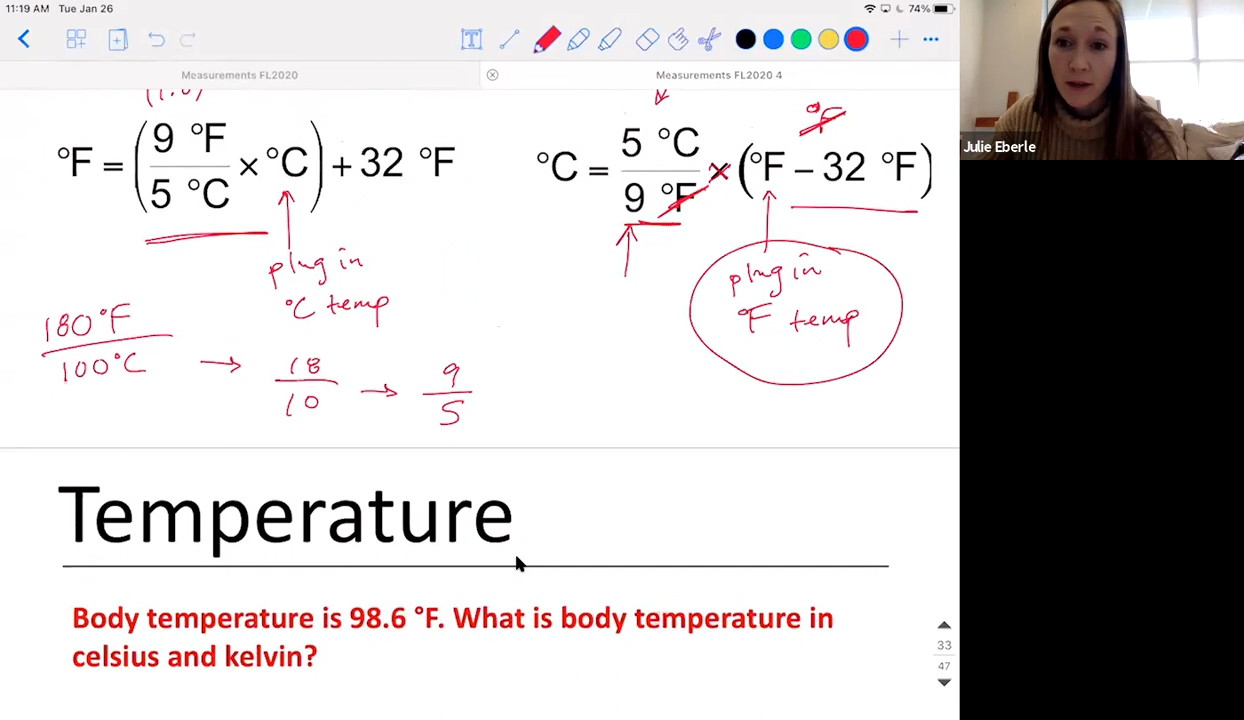 11:19 AM Tue Jan 26
74%
Measurements FL2020
Measurements FL2020 4
°F = (9 °F / 5 °C × °C) + 32 °F
°C = 5 °C / 9 °F × (°F − 32 °F)
°F
plug in
°C temp
plug in
°F temp
180°F / 100°C → 18 / 10 → 9 / 5
Temperature
Body temperature is 98.6 °F. What is body temperature in
celsius and kelvin?
33
47
Julie Eberle